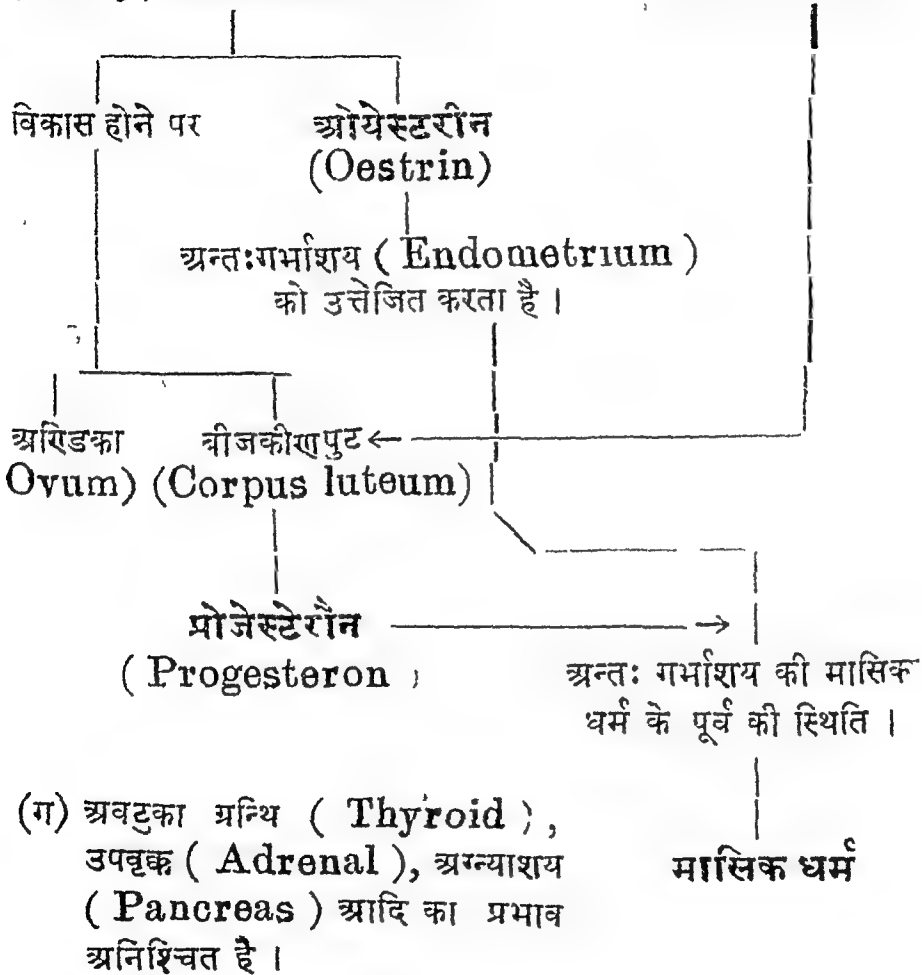 विकास होने पर
ओयेस्टरीन
(Oestrin)
अन्तःगर्भाशय ( Endometrium )
को उत्तेजित करता है ।
अण्डिका बीजकीणपुट ←
Ovum) (Corpus luteum)
प्रोजेस्टेरौन →
( Progesteron )
अन्तः गर्भाशय की मासिक
धर्म के पूर्व की स्थिति ।
(ग) अवटुका ग्रन्थि ( Thyroid ),
उपवृक्क ( Adrenal ), अग्न्याशय
( Pancreas ) आदि का प्रभाव
अनिश्चित है ।
मासिक धर्म